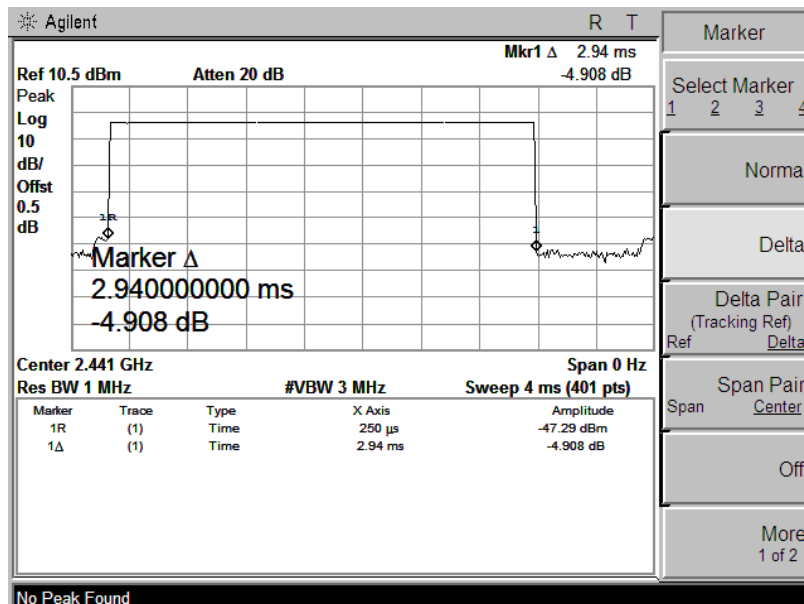 Agilent R T
Mkr1 Δ 2.94 ms
Ref 10.5 dBm Atten 20 dB -4.908 dB
Peak
Log
10
dB/
Offst
0.5
dB
1R
1
Marker Δ
2.940000000 ms
-4.908 dB
Center 2.441 GHz Span 0 Hz
Res BW 1 MHz #VBW 3 MHz Sweep 4 ms (401 pts)
Marker Trace Type X Axis Amplitude
1R (1) Time 250 µs -47.29 dBm
1Δ (1) Time 2.94 ms -4.908 dB
No Peak Found
Marker
Select Marker
1 2 3 4
Norma
Delta
Delta Pair
(Tracking Ref)
Ref Delta
Span Pair
Span Center
Off
More
1 of 2